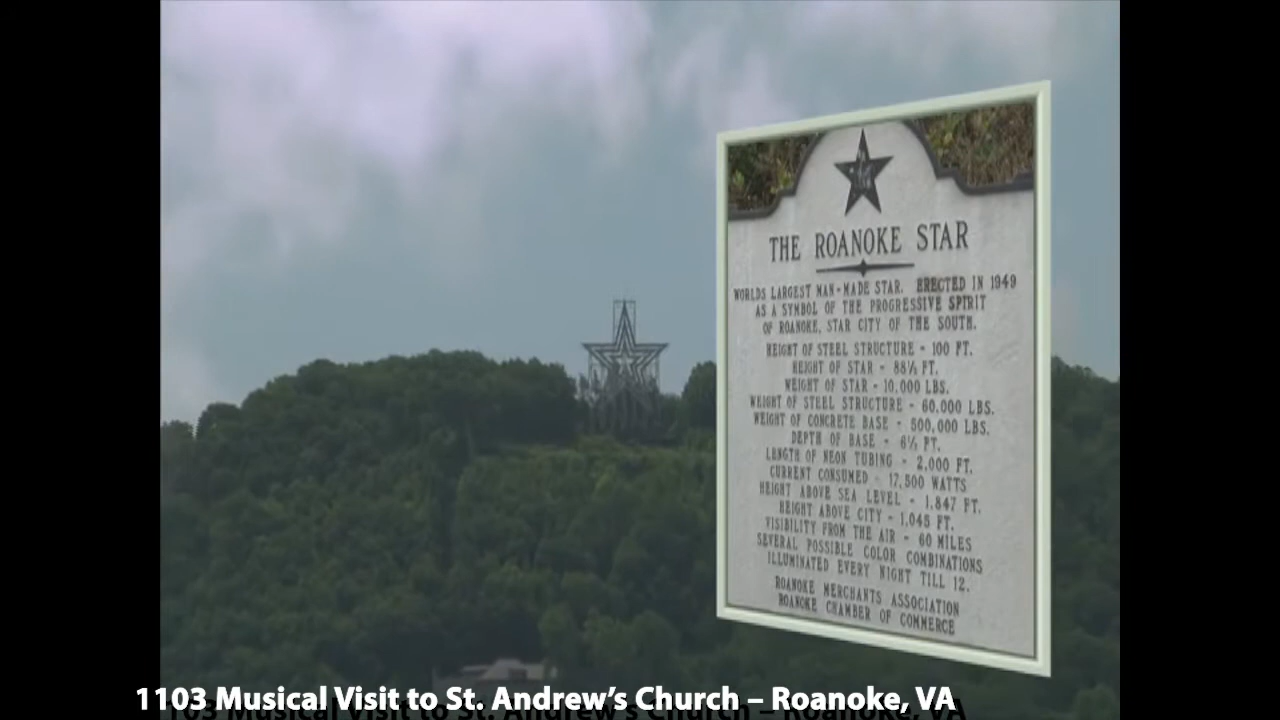 THE ROANOKE STAR
WORLDS LARGEST MAN-MADE STAR. ERECTED IN 1949
AS A SYMBOL OF THE PROGRESSIVE SPIRIT
OF ROANOKE, STAR CITY OF THE SOUTH.
HEIGHT OF STEEL STRUCTURE - 100 FT.
HEIGHT OF STAR - 88½ FT.
WEIGHT OF STAR - 10,000 LBS.
WEIGHT OF STEEL STRUCTURE - 60,000 LBS.
WEIGHT OF CONCRETE BASE - 500,000 LBS.
DEPTH OF BASE - 6½ FT.
LENGTH OF NEON TUBING - 2,000 FT.
CURRENT CONSUMED - 17,500 WATTS
HEIGHT ABOVE SEA LEVEL - 1,847 FT.
HEIGHT ABOVE CITY - 1,045 FT.
VISIBILITY FROM THE AIR - 60 MILES
SEVERAL POSSIBLE COLOR COMBINATIONS
ILLUMINATED EVERY NIGHT TILL 12.
ROANOKE MERCHANTS ASSOCIATION
ROANOKE CHAMBER OF COMMERCE
1103 Musical Visit to St. Andrew's Church – Roanoke, VA